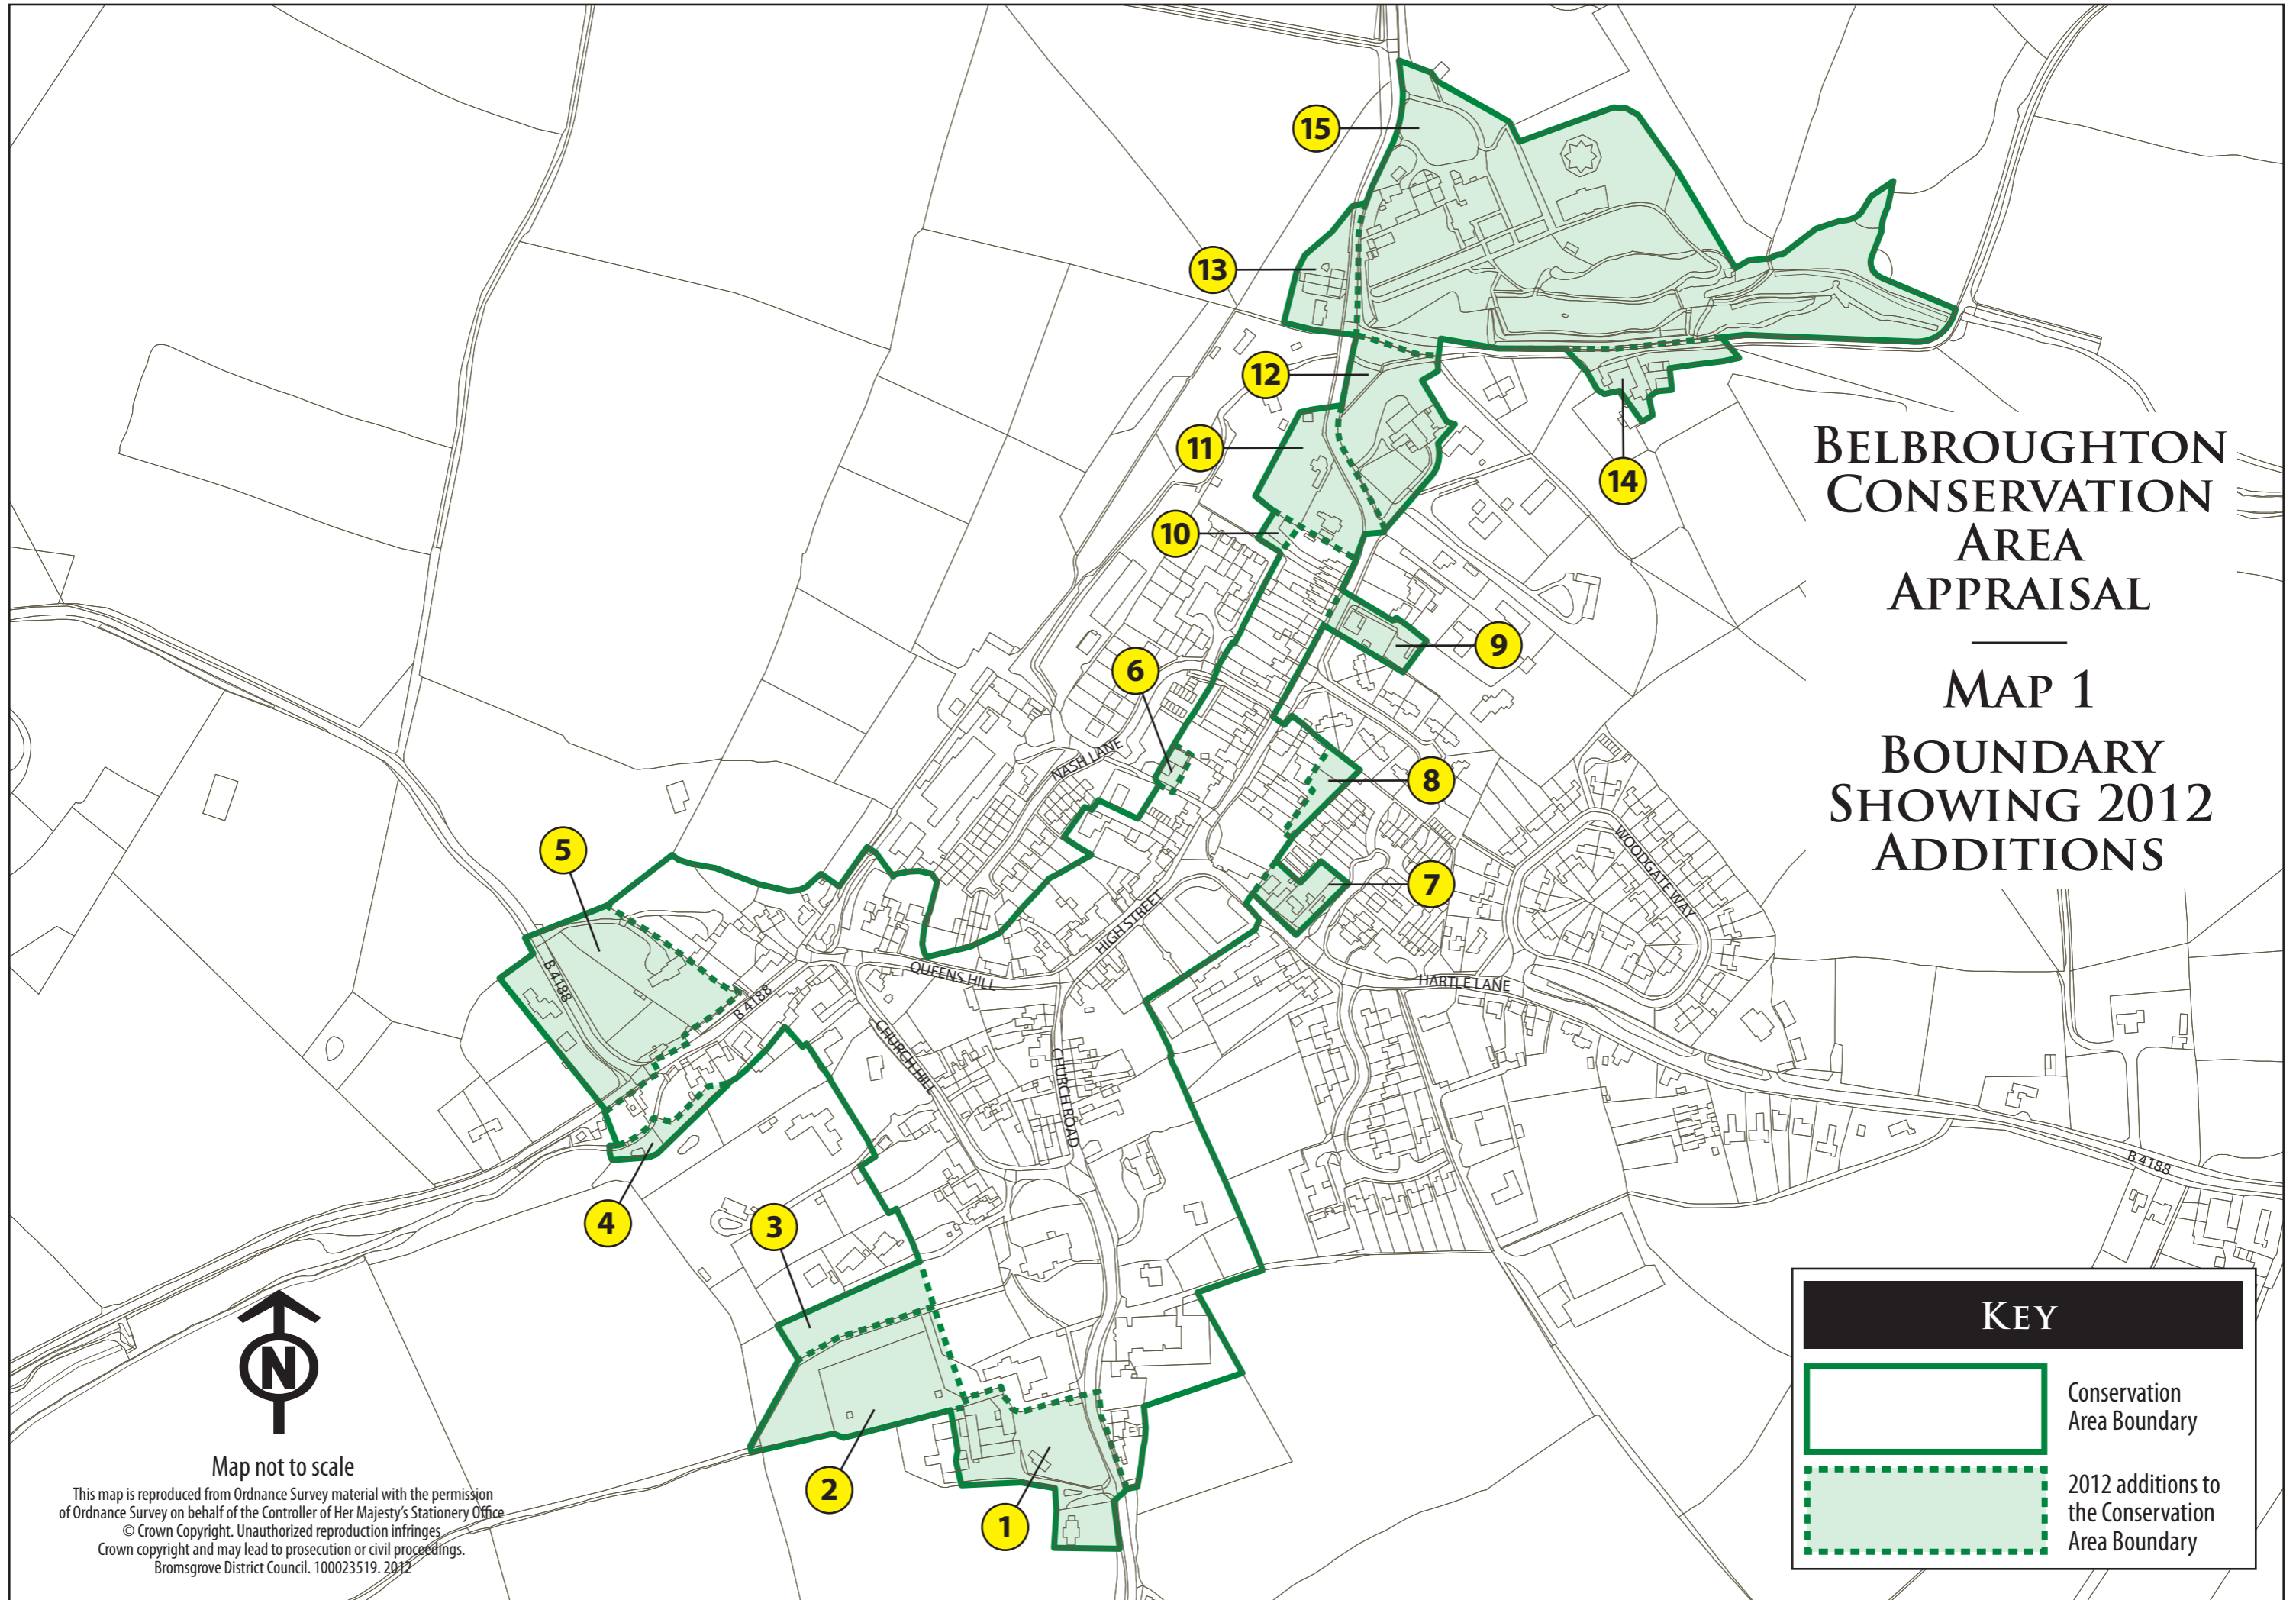 BELBROUGHTON
CONSERVATION
AREA
APPRAISAL
MAP 1
BOUNDARY
SHOWING 2012
ADDITIONS
15
13
12
11
10
14
9
6
8
7
5
4
3
2
1
NASH LANE
WOODGATE WAY
HIGH STREET
QUEENS HILL
HARTLE LANE
B 4188
B 4188
CHURCH HILL
CHURCH ROAD
B 4188
N
Map not to scale
This map is reproduced from Ordnance Survey material with the permission
of Ordnance Survey on behalf of the Controller of Her Majesty's Stationery Office
© Crown Copyright. Unauthorized reproduction infringes
Crown copyright and may lead to prosecution or civil proceedings.
Bromsgrove District Council. 100023519. 2012
KEY
Conservation
Area Boundary
2012 additions to
the Conservation
Area Boundary